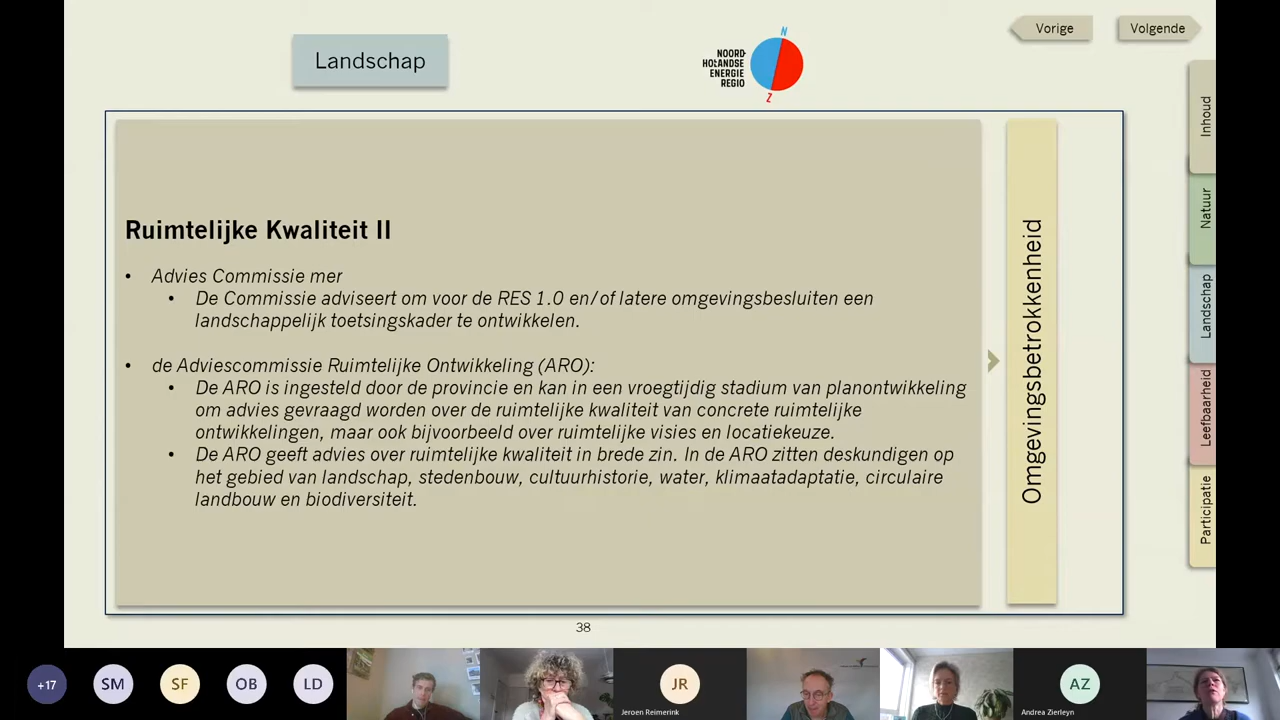 Vorige
Volgende
Landschap
N
NOORD
HOLLANDSE
ENERGIE
REGIO
Z
Ruimtelijke Kwaliteit II
• Advies Commissie mer
• De Commissie adviseert om voor de RES 1.0 en/of latere omgevingsbesluiten een
landschappelijk toetsingskader te ontwikkelen.
• de Adviescommissie Ruimtelijke Ontwikkeling (ARO):
• De ARO is ingesteld door de provincie en kan in een vroegtijdig stadium van planontwikkeling
om advies gevraagd worden over de ruimtelijke kwaliteit van concrete ruimtelijke
ontwikkelingen, maar ook bijvoorbeeld over ruimtelijke visies en locatiekeuze.
• De ARO geeft advies over ruimtelijke kwaliteit in brede zin. In de ARO zitten deskundigen op
het gebied van landschap, stedenbouw, cultuurhistorie, water, klimaatadaptatie, circulaire
landbouw en biodiversiteit.
Omgevingsbetrokkenheid
Inhoud
Natuur
Landschap
Leefbaarheid
Participatie
38
+17
SM
SF
OB
LD
JR
Jeroen Reimerink
AZ
Andrea Zierleyn